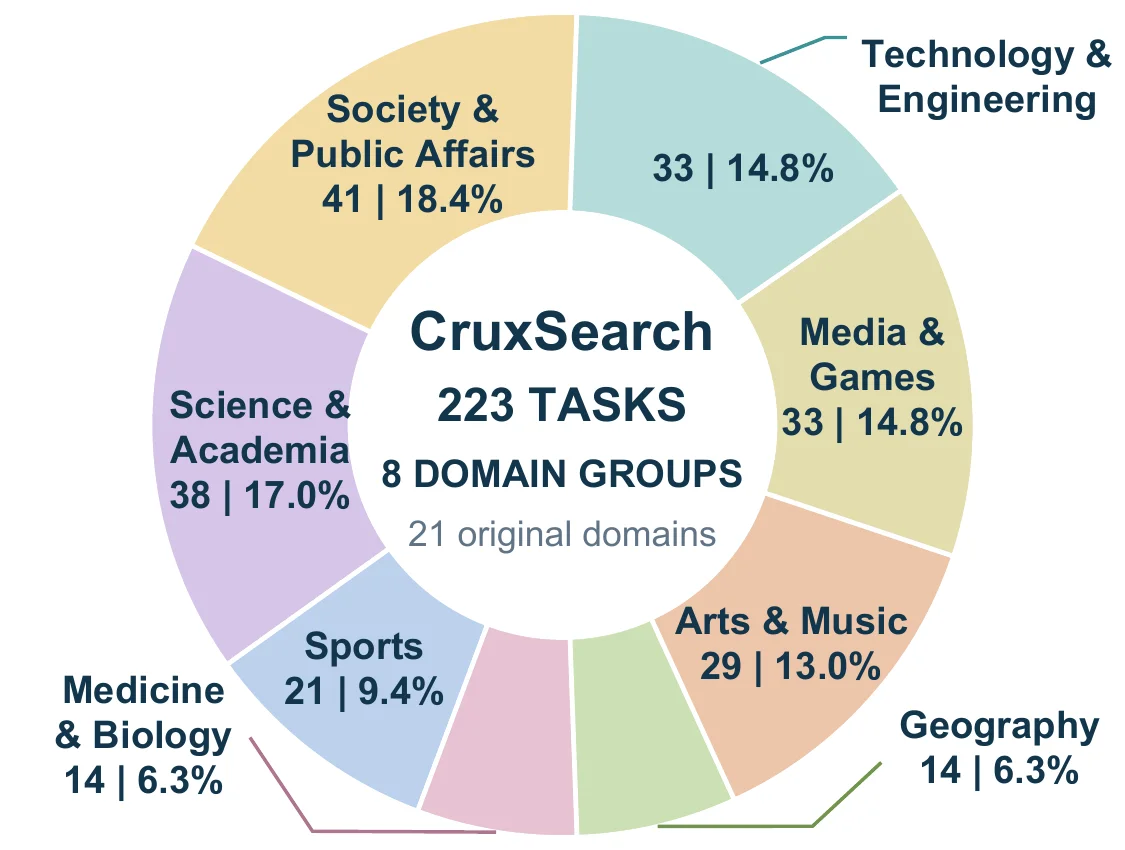 Technology &
Engineering
33 | 14.8%
Society &
Public Affairs
41 | 18.4%
Media &
Games
33 | 14.8%
CruxSearch
223 TASKS
8 DOMAIN GROUPS
21 original domains
Science &
Academia
38 | 17.0%
Arts & Music
29 | 13.0%
Sports
21 | 9.4%
Medicine
& Biology
14 | 6.3%
Geography
14 | 6.3%